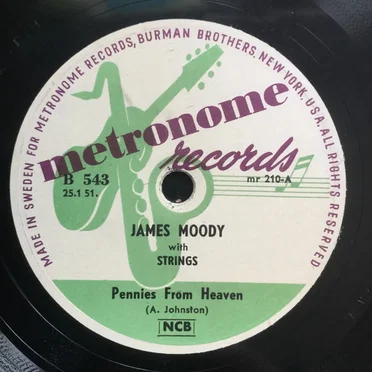 MADE IN SWEDEN FOR METRONOME RECORDS, BURMAN BROTHERS, NEW YORK, U.S.A. ALL RIGHTS RESERVED
metronome
records
B 543
25.1 51.
mr 210-A
JAMES MOODY
with
STRINGS
Pennies From Heaven
(A. Johnston)
NCB